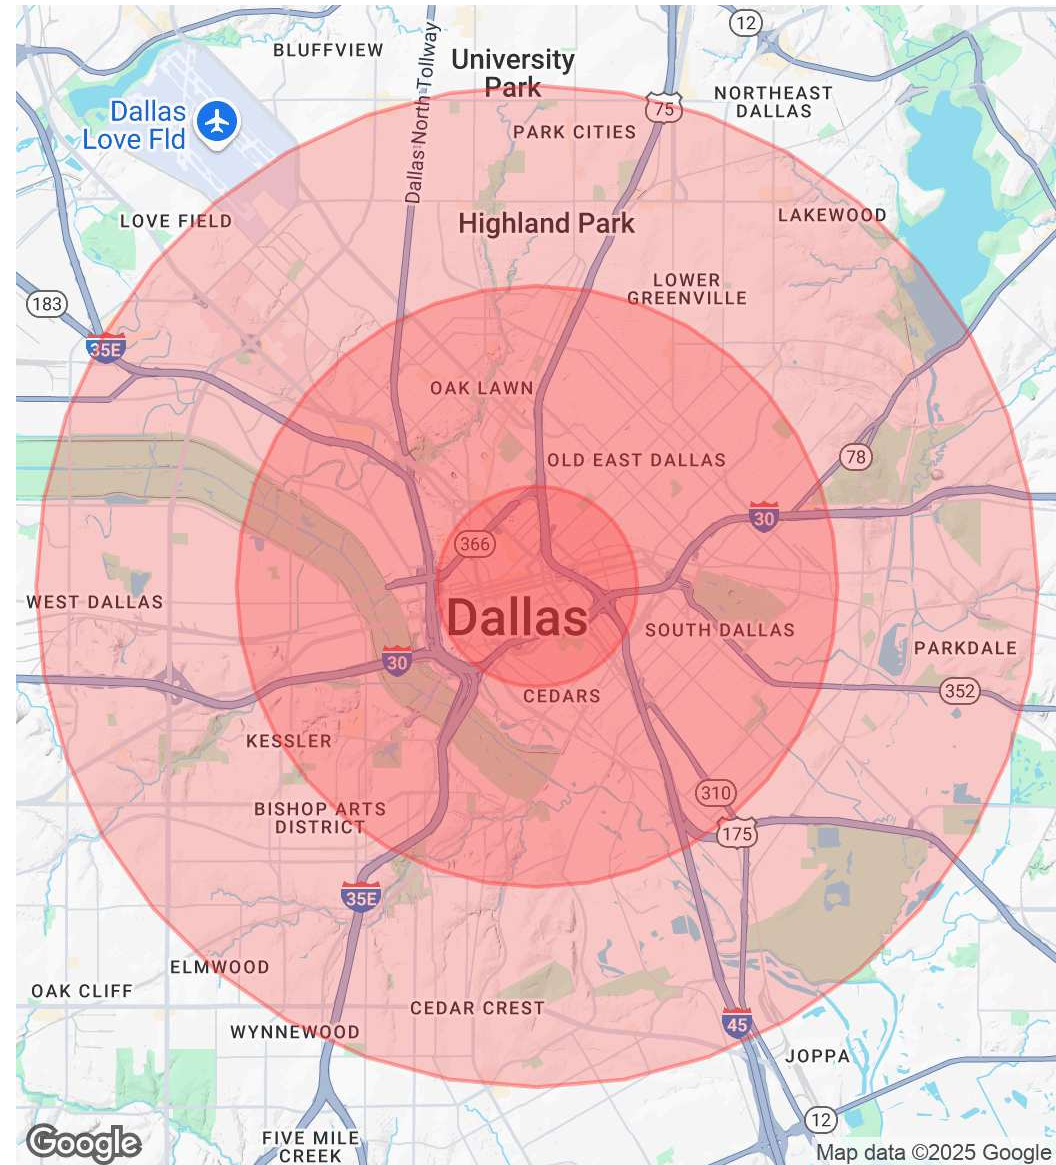 12
BLUFFVIEW
University
Park
Dallas North Tollway
NORTHEAST
DALLAS
75
Dallas
Love Fld
PARK CITIES
LOVE FIELD
Highland Park
LAKEWOOD
LOWER
GREENVILLE
183
35E
OAK LAWN
OLD EAST DALLAS
78
30
366
WEST DALLAS
Dallas
SOUTH DALLAS
PARKDALE
30
CEDARS
352
KESSLER
310
BISHOP ARTS
DISTRICT
175
35E
ELMWOOD
OAK CLIFF
CEDAR CREST
45
WYNNEWOOD
JOPPA
12
FIVE MILE
CREEK
Google
Map data ©2025 Google